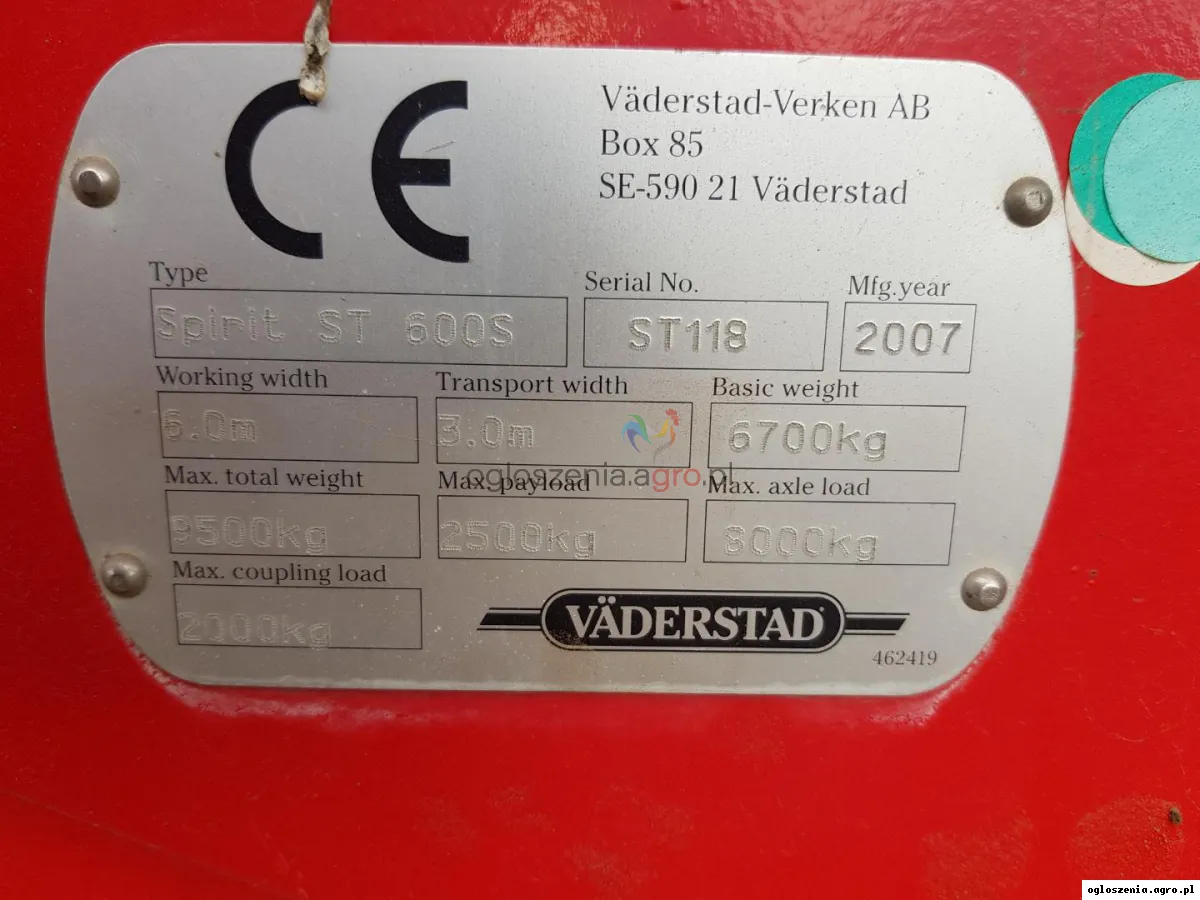 CE
Väderstad-Verken AB
Box 85
SE-590 21 Väderstad
Type
Serial No.
Mfg.year
Spirit ST 600S
ST118
2007
Working width
Transport width
Basic weight
6.0m
3.0m
6700kg
ogloszenia.agro.pl
Max. total weight
Max. payload
Max. axle load
9500kg
2500kg
8000kg
Max. coupling load
2000kg
VÄDERSTAD
462419
ogloszenia.agro.pl